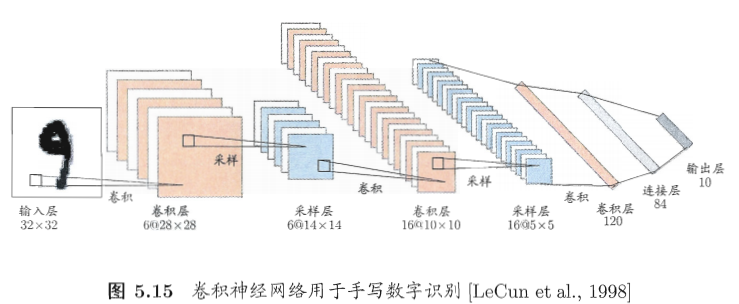 采样
卷积
卷积
采样
卷积
输入层
32×32
卷积层
6@28×28
采样层
6@14×14
卷积层
16@10×10
采样层
16@5×5
卷积层
120
连接层
84
输出层
10
图 5.15 卷积神经网络用于手写数字识别 [LeCun et al., 1998]